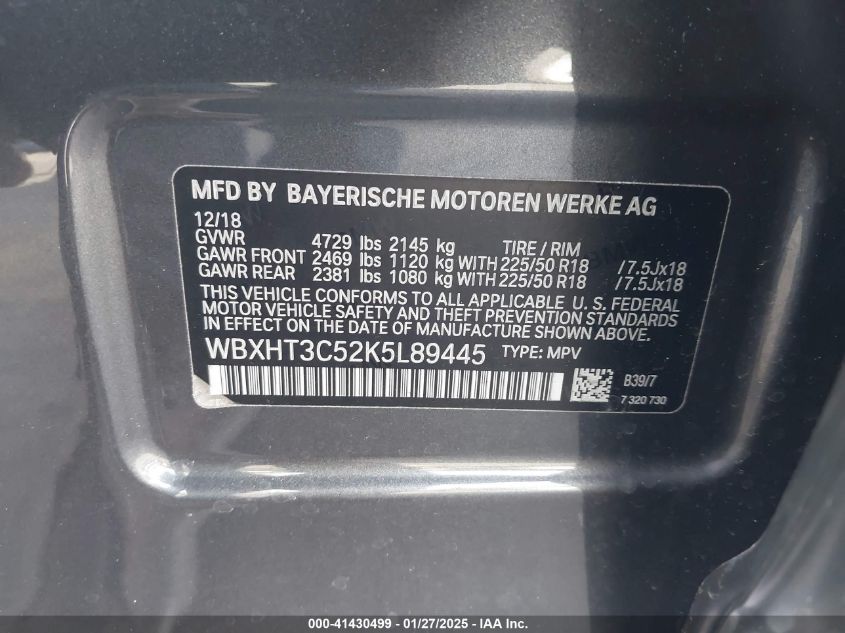 MFD BY BAYERISCHE MOTOREN WERKE AG
12/18
GVWR 4729 lbs 2145 kg TIRE / RIM
GAWR FRONT 2469 lbs 1120 kg WITH 225/50 R18 /7.5Jx18
GAWR REAR 2381 lbs 1080 kg WITH 225/50 R18 /7.5Jx18
THIS VEHICLE CONFORMS TO ALL APPLICABLE U.S. FEDERAL
MOTOR VEHICLE SAFETY AND THEFT PREVENTION STANDARDS
IN EFFECT ON THE DATE OF MANUFACTURE SHOWN ABOVE.
WBXHT3C52K5L89445 TYPE: MPV
B39/7
7 320 730
000-41430499 | 01/27/2025 - IAA Inc.